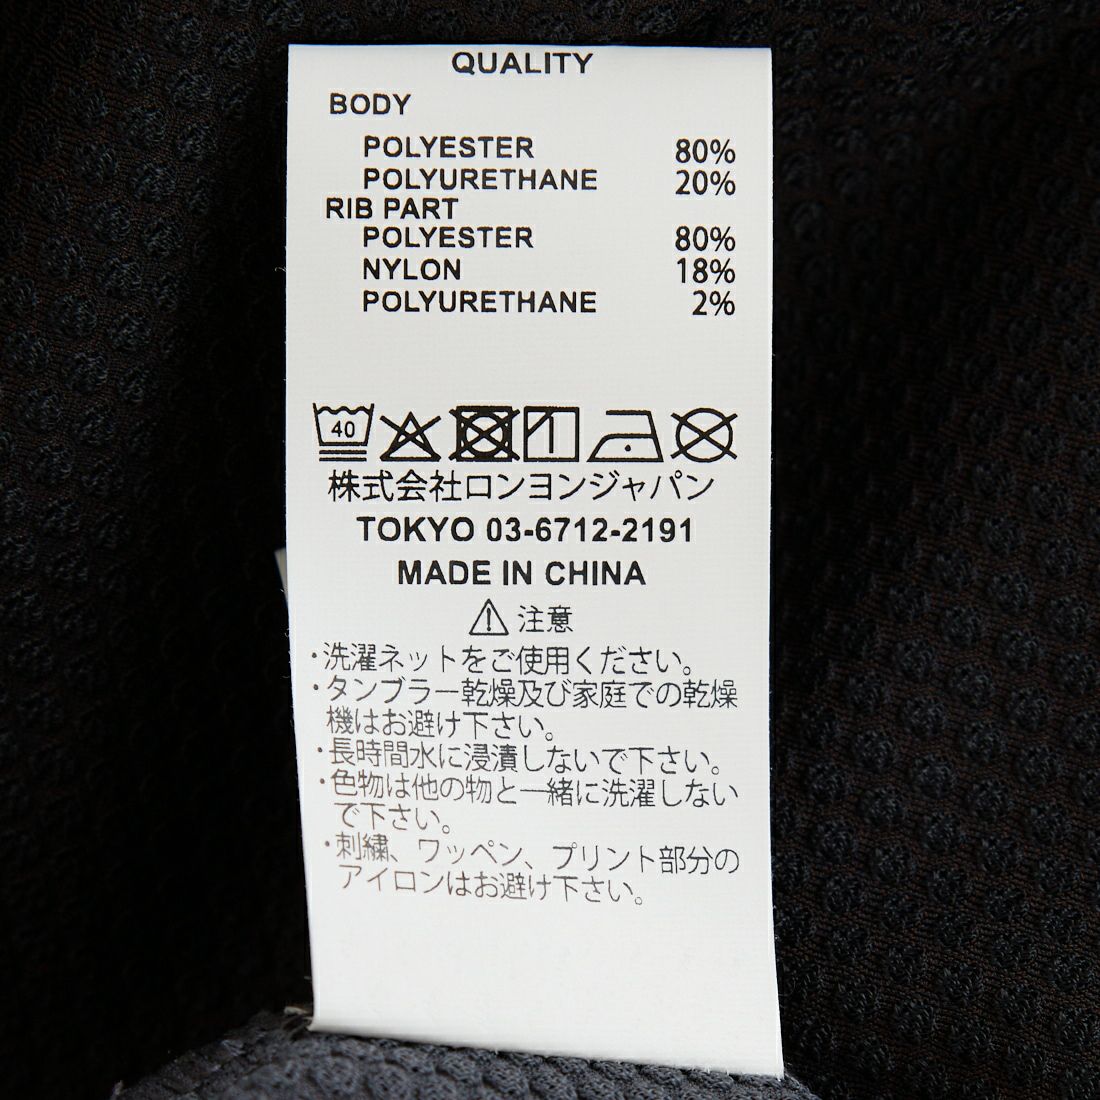 QUALITY
BODY
POLYESTER 80%
POLYURETHANE 20%
RIB PART
POLYESTER 80%
NYLON 18%
POLYURETHANE 2%
40
株式会社ロンヨンジャパン
TOKYO 03-6712-2191
MADE IN CHINA
注意
・洗濯ネットをご使用ください。
・タンブラー乾燥及び家庭での乾燥
機はお避け下さい。
・長時間水に浸漬しないで下さい。
・色物は他の物と一緒に洗濯しない
で下さい。
・刺繍、ワッペン、プリント部分の
アイロンはお避け下さい。